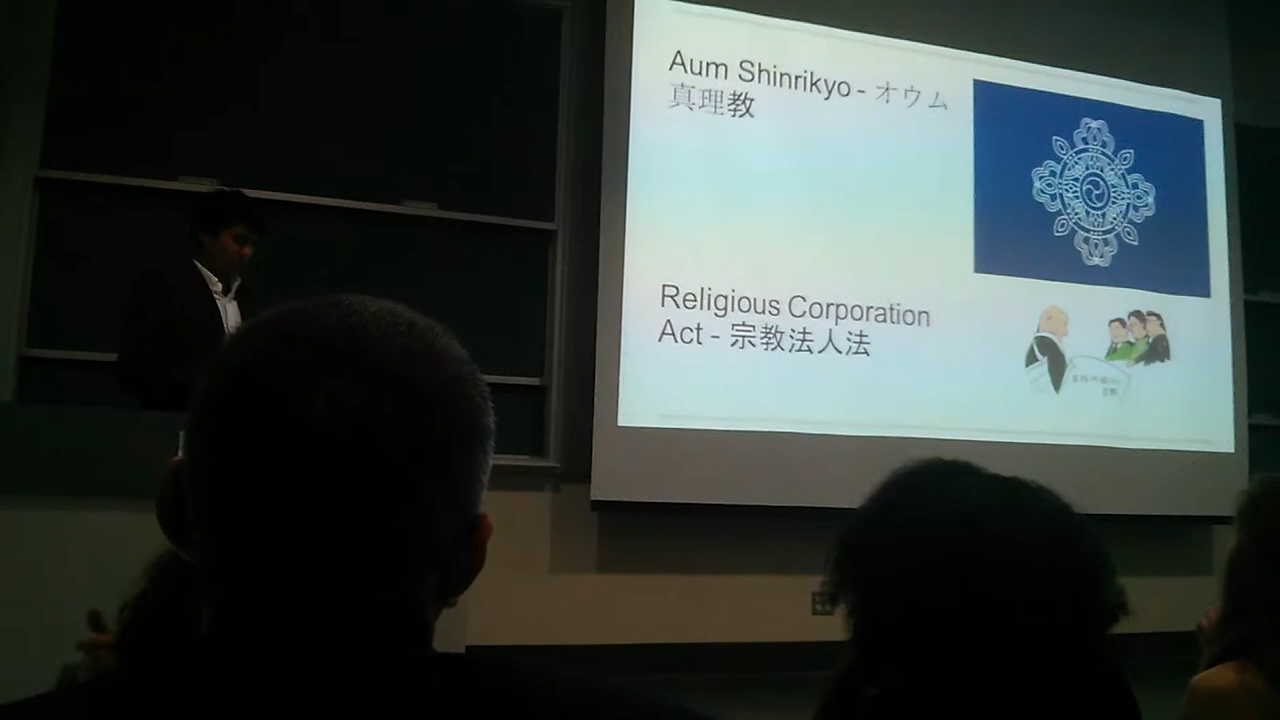 Aum Shinrikyo - オウム
真理教
Religious Corporation
Act - 宗教法人法